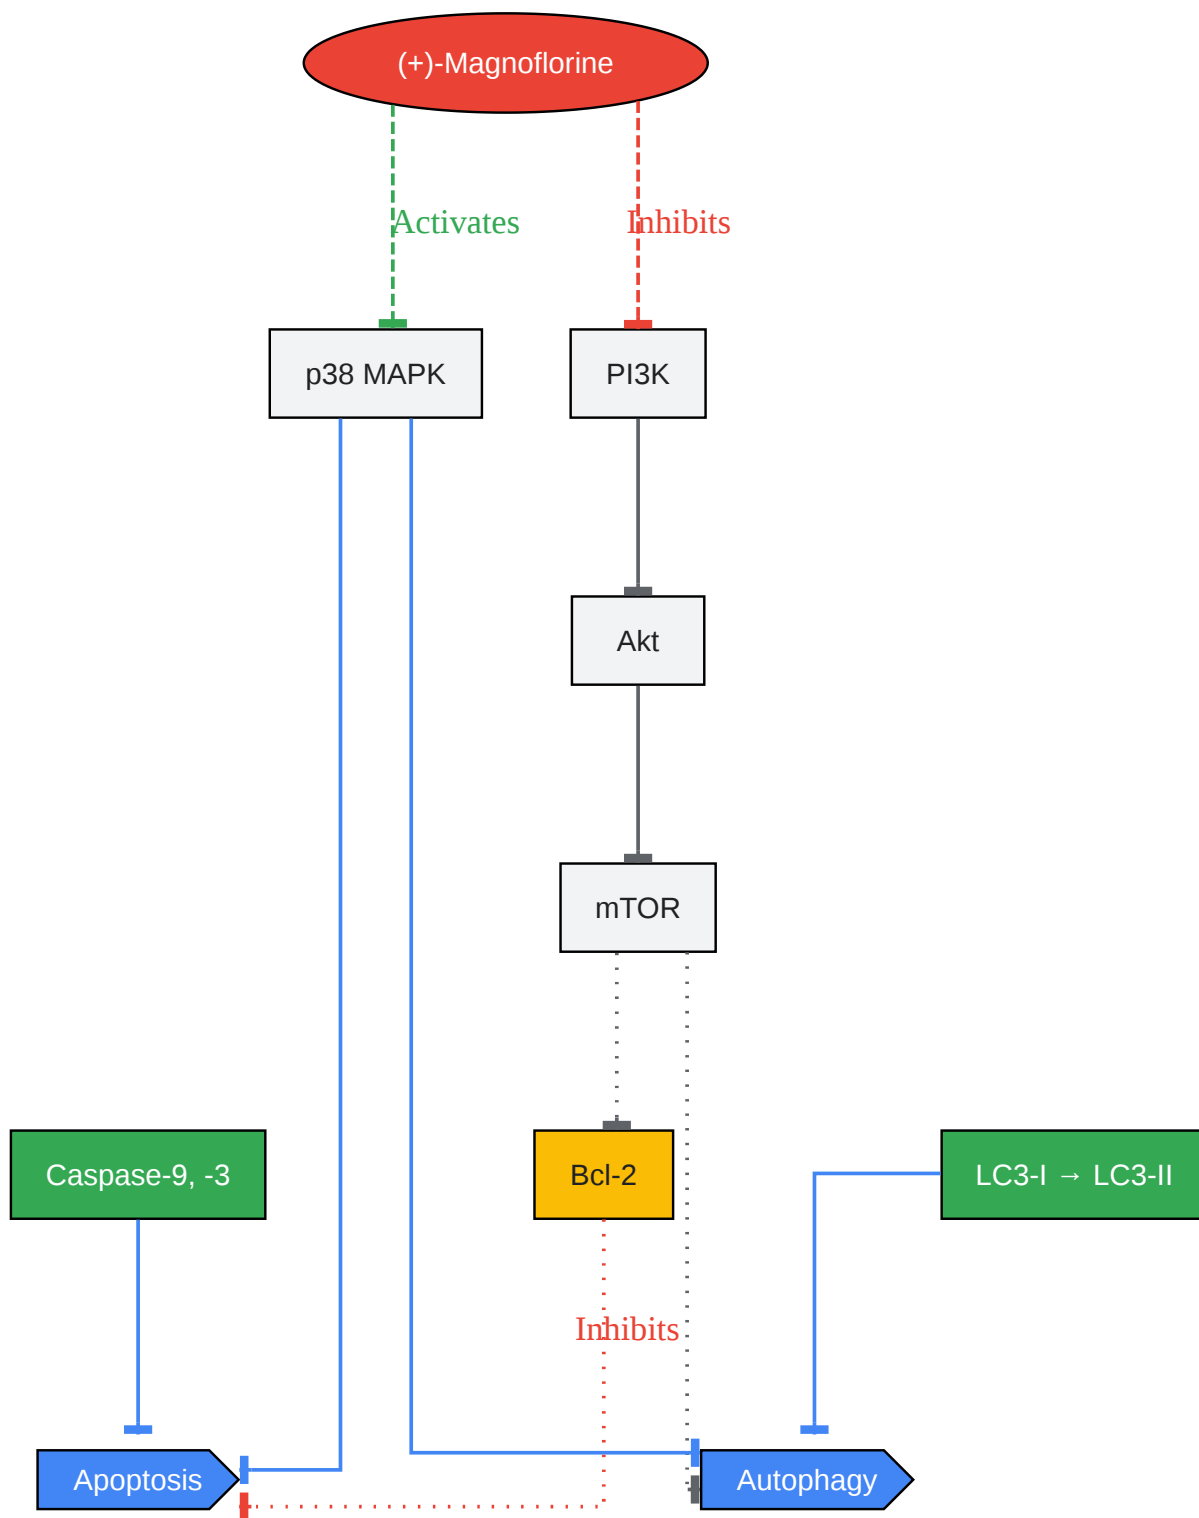 (+)-Magnoflorine
Activates
Inhibits
p38 MAPK
PI3K
Akt
mTOR
Caspase-9, -3
Bcl-2
LC3-I → LC3-II
Inhibits
Apoptosis
Autophagy